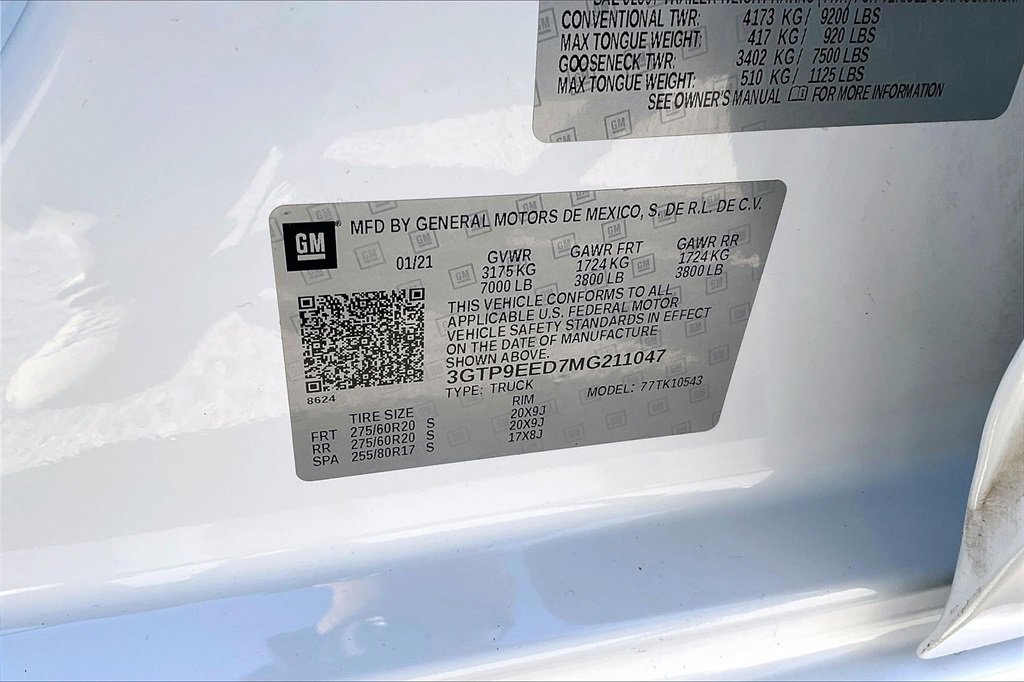 CONVENTIONAL TWR: 4173 KG/ 9200 LBS
MAX TONGUE WEIGHT: 417 KG/ 920 LBS
GOOSENECK TWR: 3402 KG/ 7500 LBS
MAX TONGUE WEIGHT: 510 KG/ 1125 LBS
SEE OWNER'S MANUAL FOR MORE INFORMATION
GM
MFD BY GENERAL MOTORS DE MEXICO, S. DE R.L. DE C.V.
01/21 GVWR GAWR FRT GAWR RR
3175 KG 1724 KG 1724 KG
7000 LB 3800 LB 3800 LB
THIS VEHICLE CONFORMS TO ALL
APPLICABLE U.S. FEDERAL MOTOR
VEHICLE SAFETY STANDARDS IN EFFECT
ON THE DATE OF MANUFACTURE
SHOWN ABOVE.
3GTP9EED7MG211047
8624
TYPE: TRUCK MODEL: 77TK10543
TIRE SIZE RIM
FRT 275/60R20 S 20X9J
RR 275/60R20 S 20X9J
SPA 255/80R17 S 17X8J